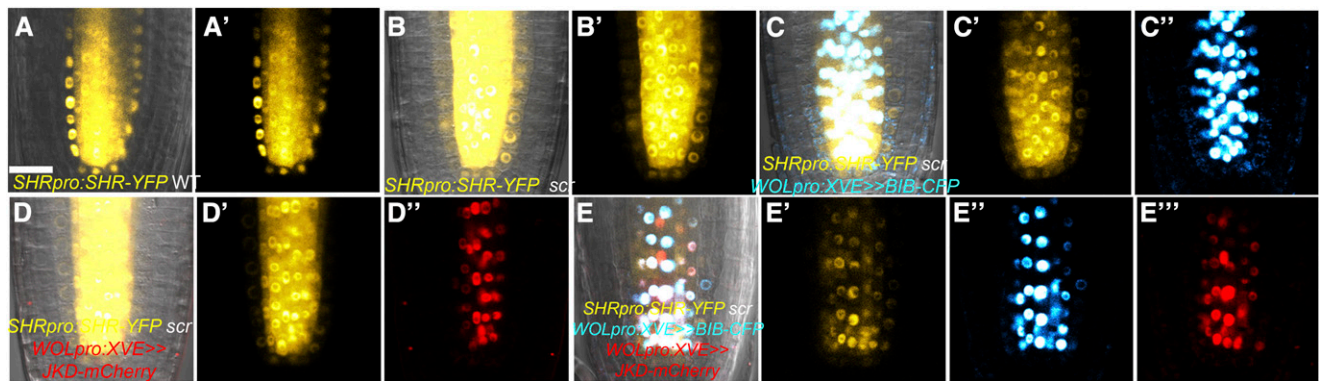 A
SHRpro:SHR-YFP WT
A'
B
SHRpro:SHR-YFP scr
B'
C
SHRpro:SHR-YFP scr
WOLpro:XVE>>BIB-CFP
C'
C''
D
SHRpro:SHR-YFP scr
WOLpro:XVE>>
JKD-mCherry
D'
D''
E
SHRpro:SHR-YFP scr
WOLpro:XVE>>BIB-CFP
WOLpro:XVE>>
JKD-mCherry
E'
E''
E'''